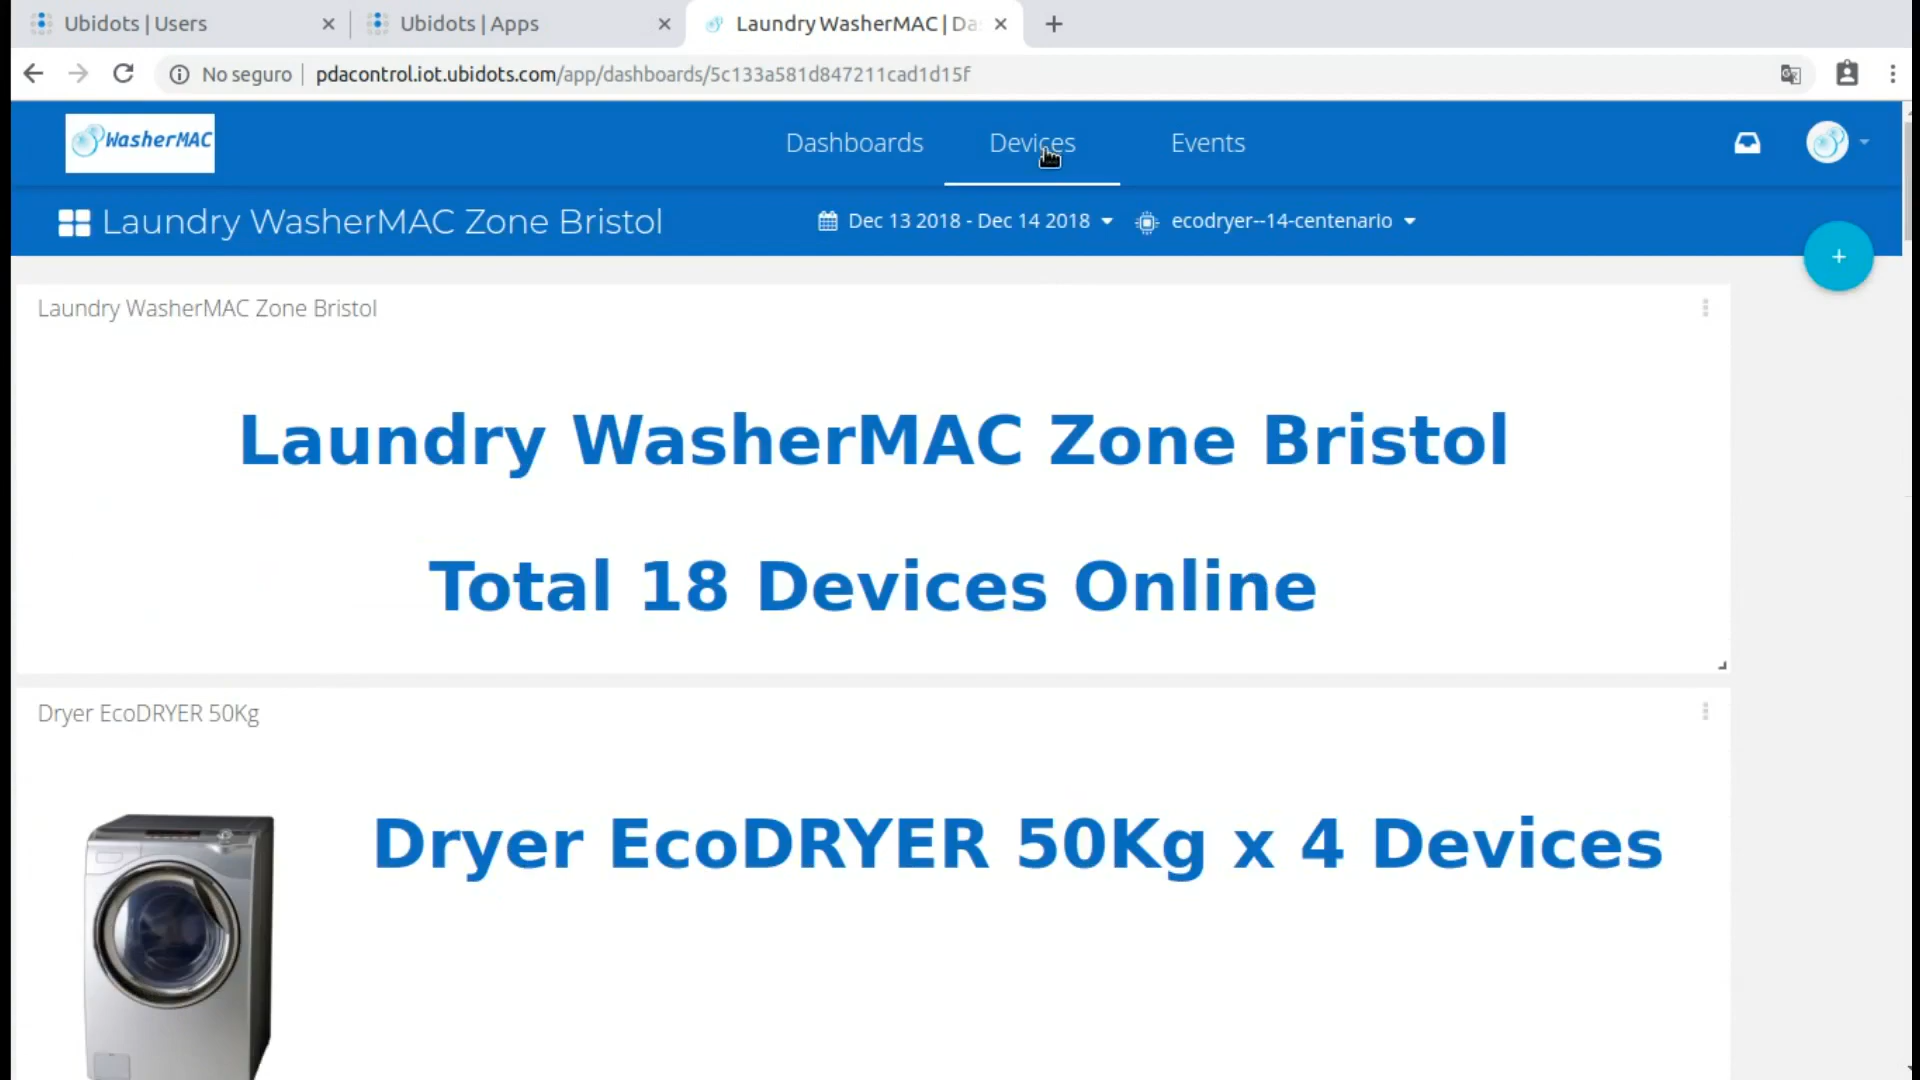 Ubidots | Users
Ubidots | Apps
Laundry WasherMAC | Da
No seguro
pdacontrol.iot.ubidots.com/app/dashboards/5c133a581d847211cad1d15f
WasherMAC
Dashboards
Devices
Events
Laundry WasherMAC Zone Bristol
Dec 13 2018 - Dec 14 2018
ecodryer--14-centenario
+
Laundry WasherMAC Zone Bristol
Laundry WasherMAC Zone Bristol
Total 18 Devices Online
Dryer EcoDRYER 50Kg
Dryer EcoDRYER 50Kg x 4 Devices